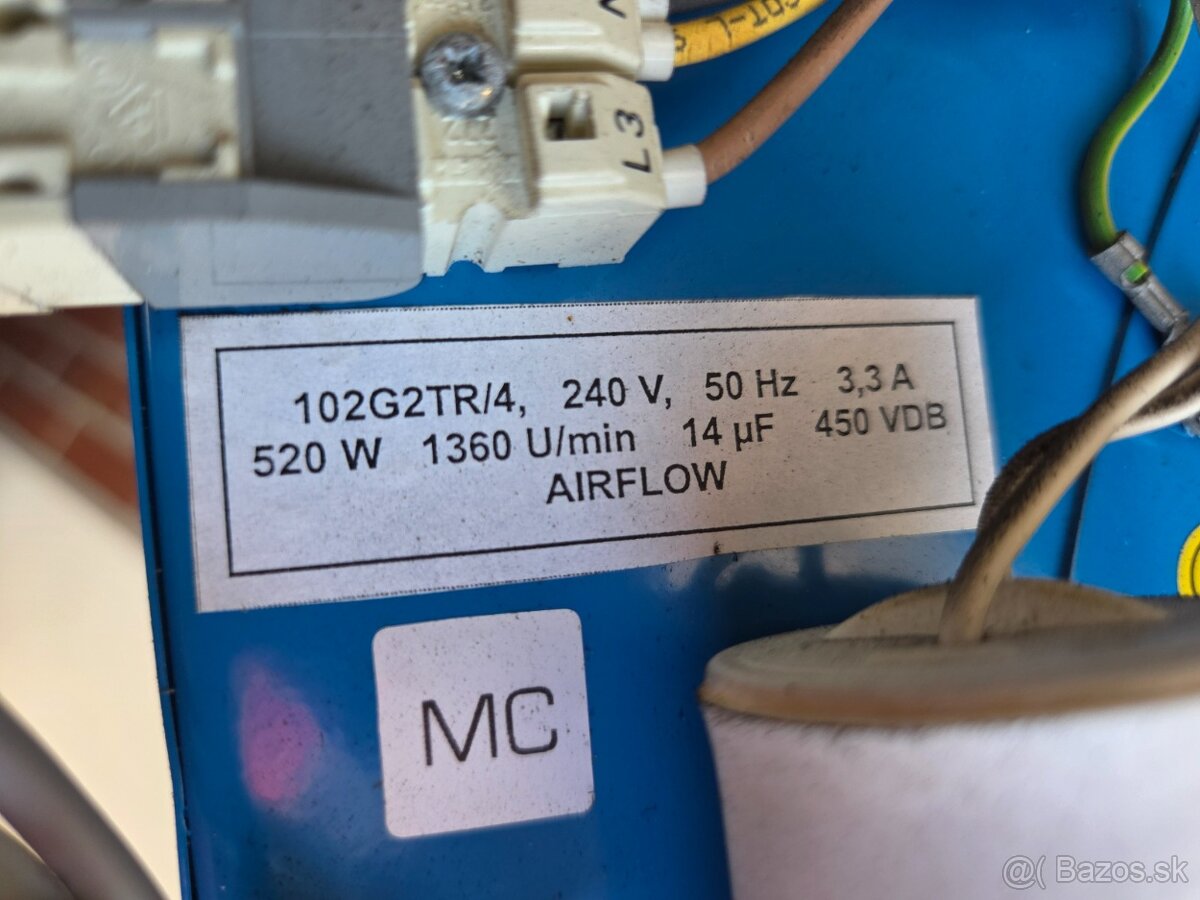 L3
102G2TR/4, 240 V, 50 Hz 3,3 A
520 W 1360 U/min 14 µF 450 VDB
AIRFLOW
MC
@( Bazos.sk